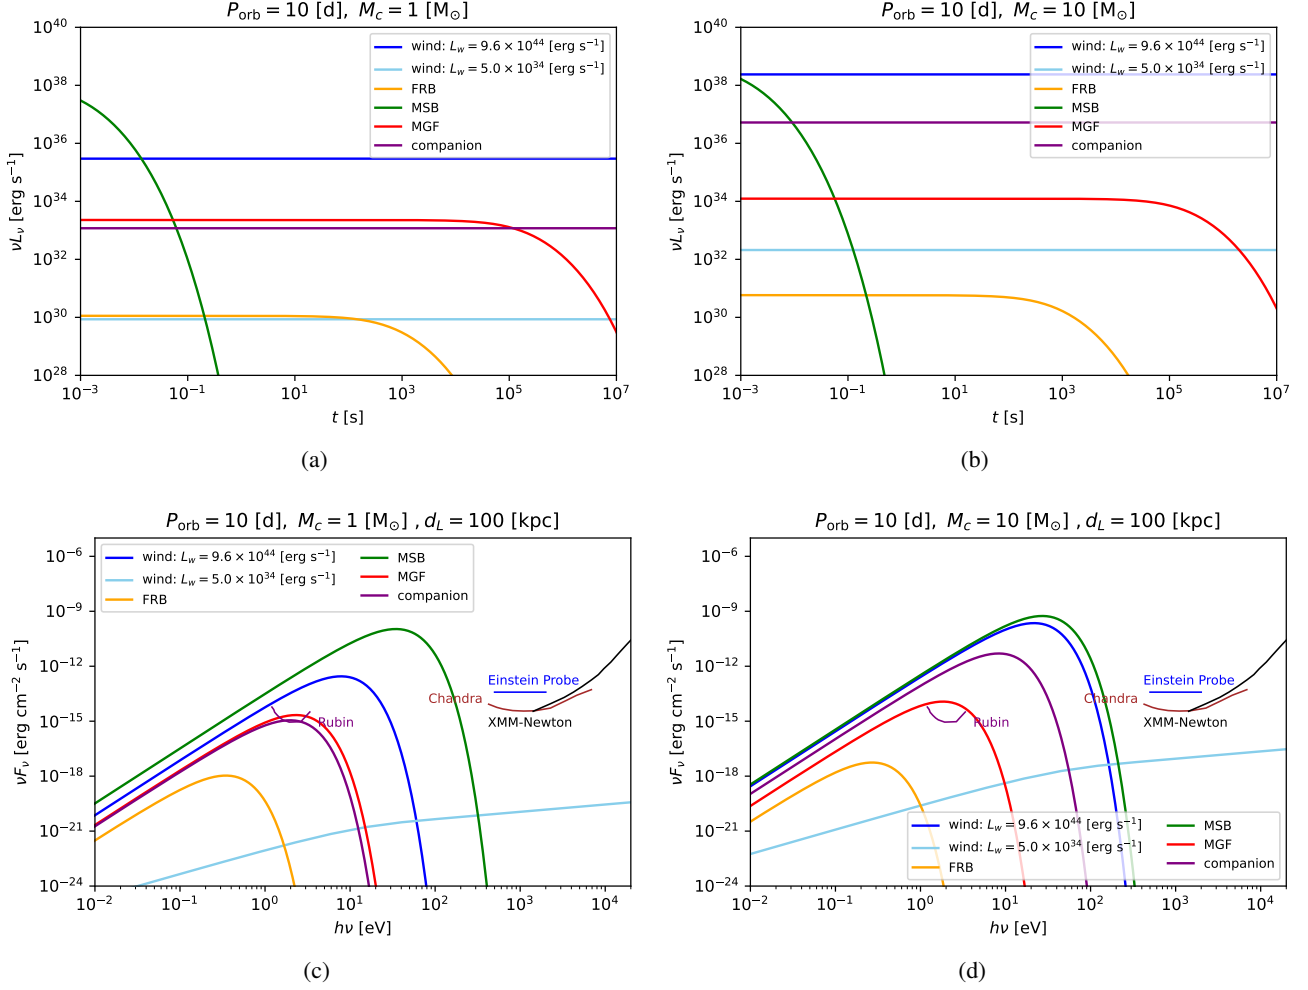 P_orb = 10 [d], M_c = 1 [M_⊙]
10^40
10^38
10^36
10^34
10^32
10^30
10^28
νL_ν [erg s^−1]
wind: L_w = 9.6 × 10^44 [erg s^−1]
wind: L_w = 5.0 × 10^34 [erg s^−1]
FRB
MSB
MGF
companion
10^−3
10^−1
10^1
10^3
10^5
10^7
t [s]
(a)
P_orb = 10 [d], M_c = 10 [M_⊙]
10^40
10^38
10^36
10^34
10^32
10^30
10^28
νL_ν [erg s^−1]
wind: L_w = 9.6 × 10^44 [erg s^−1]
wind: L_w = 5.0 × 10^34 [erg s^−1]
FRB
MSB
MGF
companion
10^−3
10^−1
10^1
10^3
10^5
10^7
t [s]
(b)
P_orb = 10 [d], M_c = 1 [M_⊙] , d_L = 100 [kpc]
10^−6
10^−9
10^−12
10^−15
10^−18
10^−21
10^−24
νF_ν [erg cm^−2 s^−1]
wind: L_w = 9.6 × 10^44 [erg s^−1]
wind: L_w = 5.0 × 10^34 [erg s^−1]
FRB
MSB
MGF
companion
Einstein Probe
Chandra
XMM-Newton
Rubin
10^−2
10^−1
10^0
10^1
10^2
10^3
10^4
hν [eV]
(c)
P_orb = 10 [d], M_c = 10 [M_⊙] , d_L = 100 [kpc]
10^−6
10^−9
10^−12
10^−15
10^−18
10^−21
10^−24
νF_ν [erg cm^−2 s^−1]
Einstein Probe
Chandra
XMM-Newton
Rubin
wind: L_w = 9.6 × 10^44 [erg s^−1]
wind: L_w = 5.0 × 10^34 [erg s^−1]
FRB
MSB
MGF
companion
10^−2
10^−1
10^0
10^1
10^2
10^3
10^4
hν [eV]
(d)